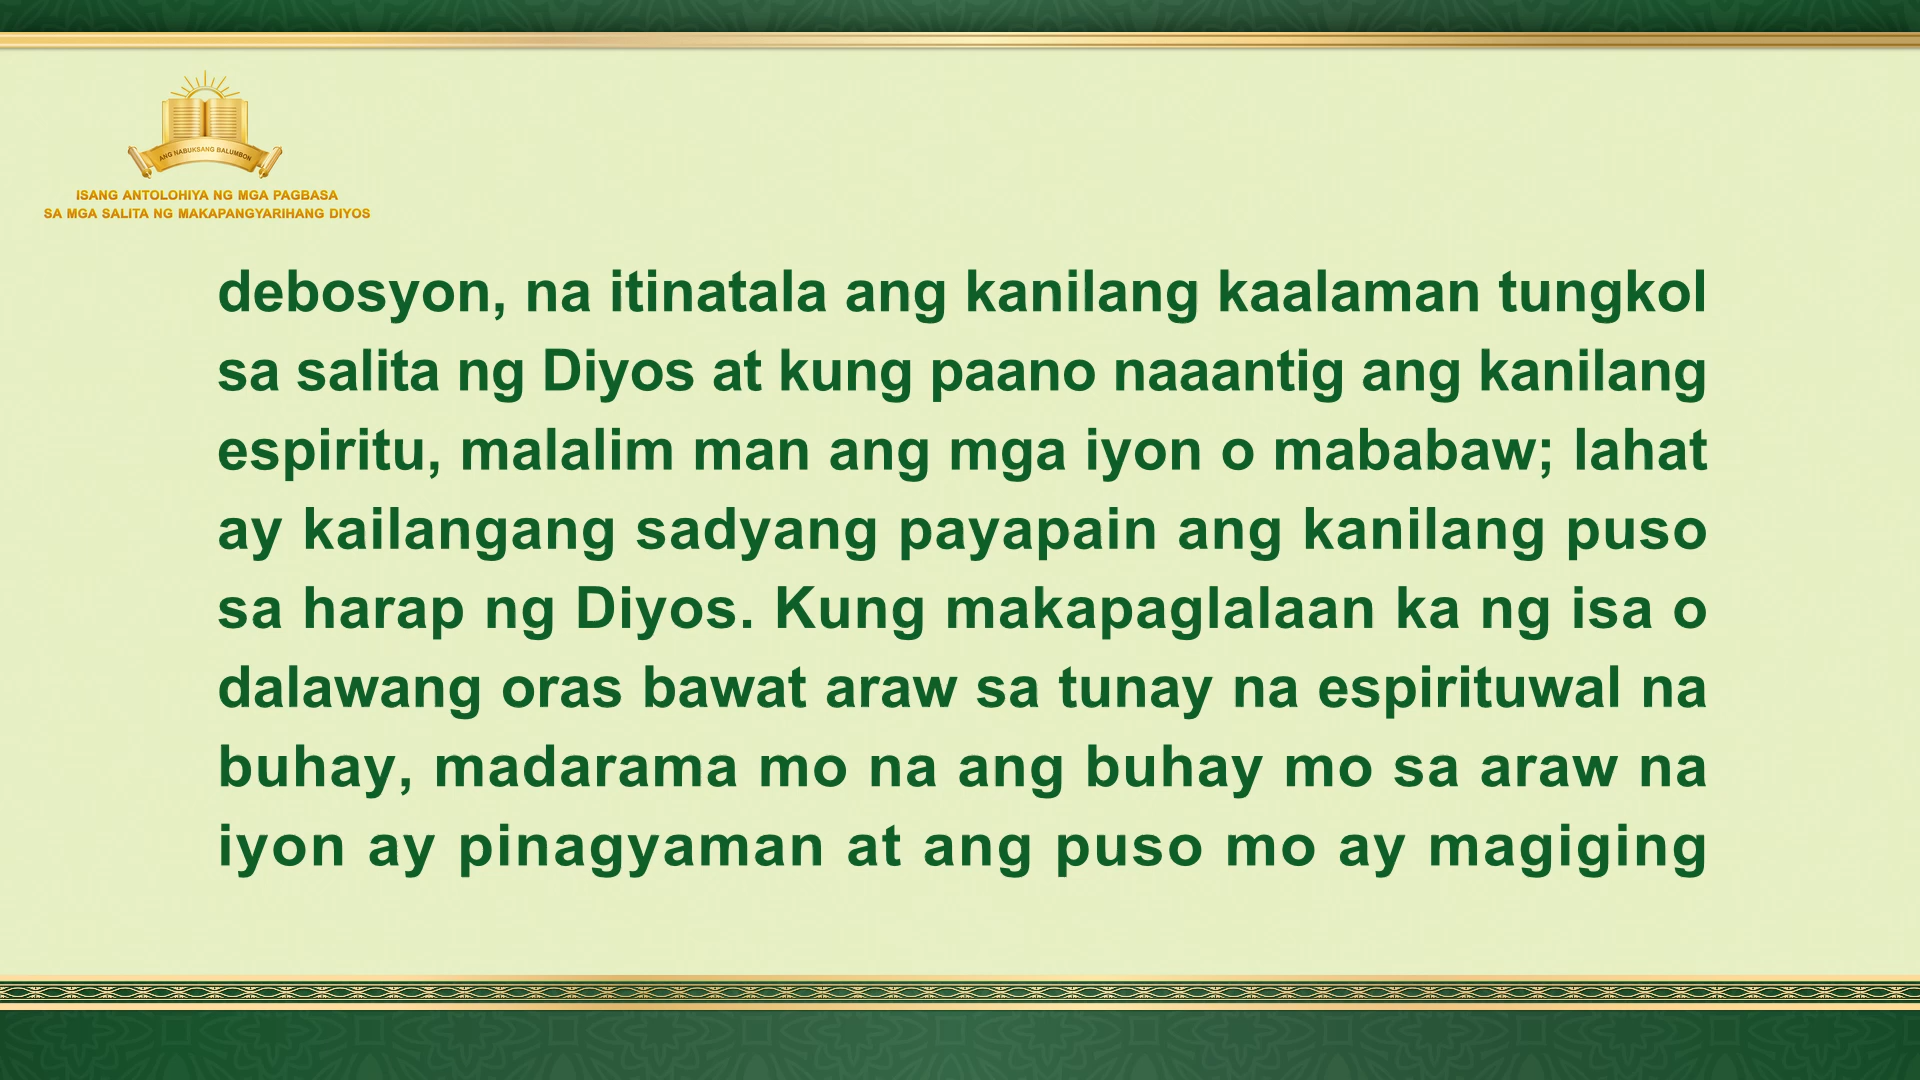 ANG NABUKSANG BALUMBON
ISANG ANTOLOHIYA NG MGA PAGBASA
SA MGA SALITA NG MAKAPANGYARIHANG DIYOS
debosyon, na itinatala ang kanilang kaalaman tungkol
sa salita ng Diyos at kung paano naaantig ang kanilang
espiritu, malalim man ang mga iyon o mababaw; lahat
ay kailangang sadyang payapain ang kanilang puso
sa harap ng Diyos. Kung makapaglalaan ka ng isa o
dalawang oras bawat araw sa tunay na espirituwal na
buhay, madarama mo na ang buhay mo sa araw na
iyon ay pinagyaman at ang puso mo ay magiging